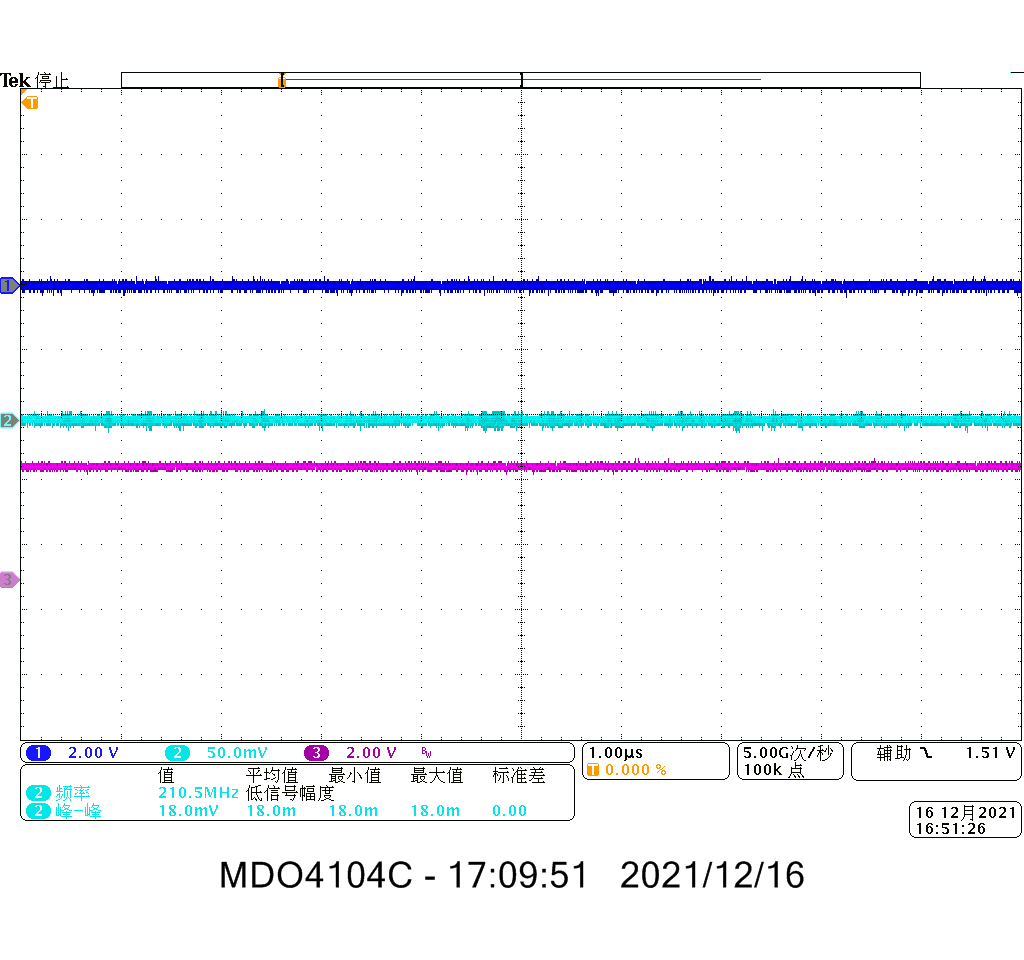 Tek 停止
T
1
2
3
1 2.00 V 2 50.0mV 3 2.00 V BW
1.00µs
T 0.000 %
5.00G次/秒
100k 点
辅助 1.51 V
值 平均值 最小值 最大值 标准差
2 频率 210.5MHz 低信号幅度
2 峰-峰 18.0mV 18.0m 18.0m 18.0m 0.00
16 12月2021
16:51:26
MDO4104C - 17:09:51 2021/12/16